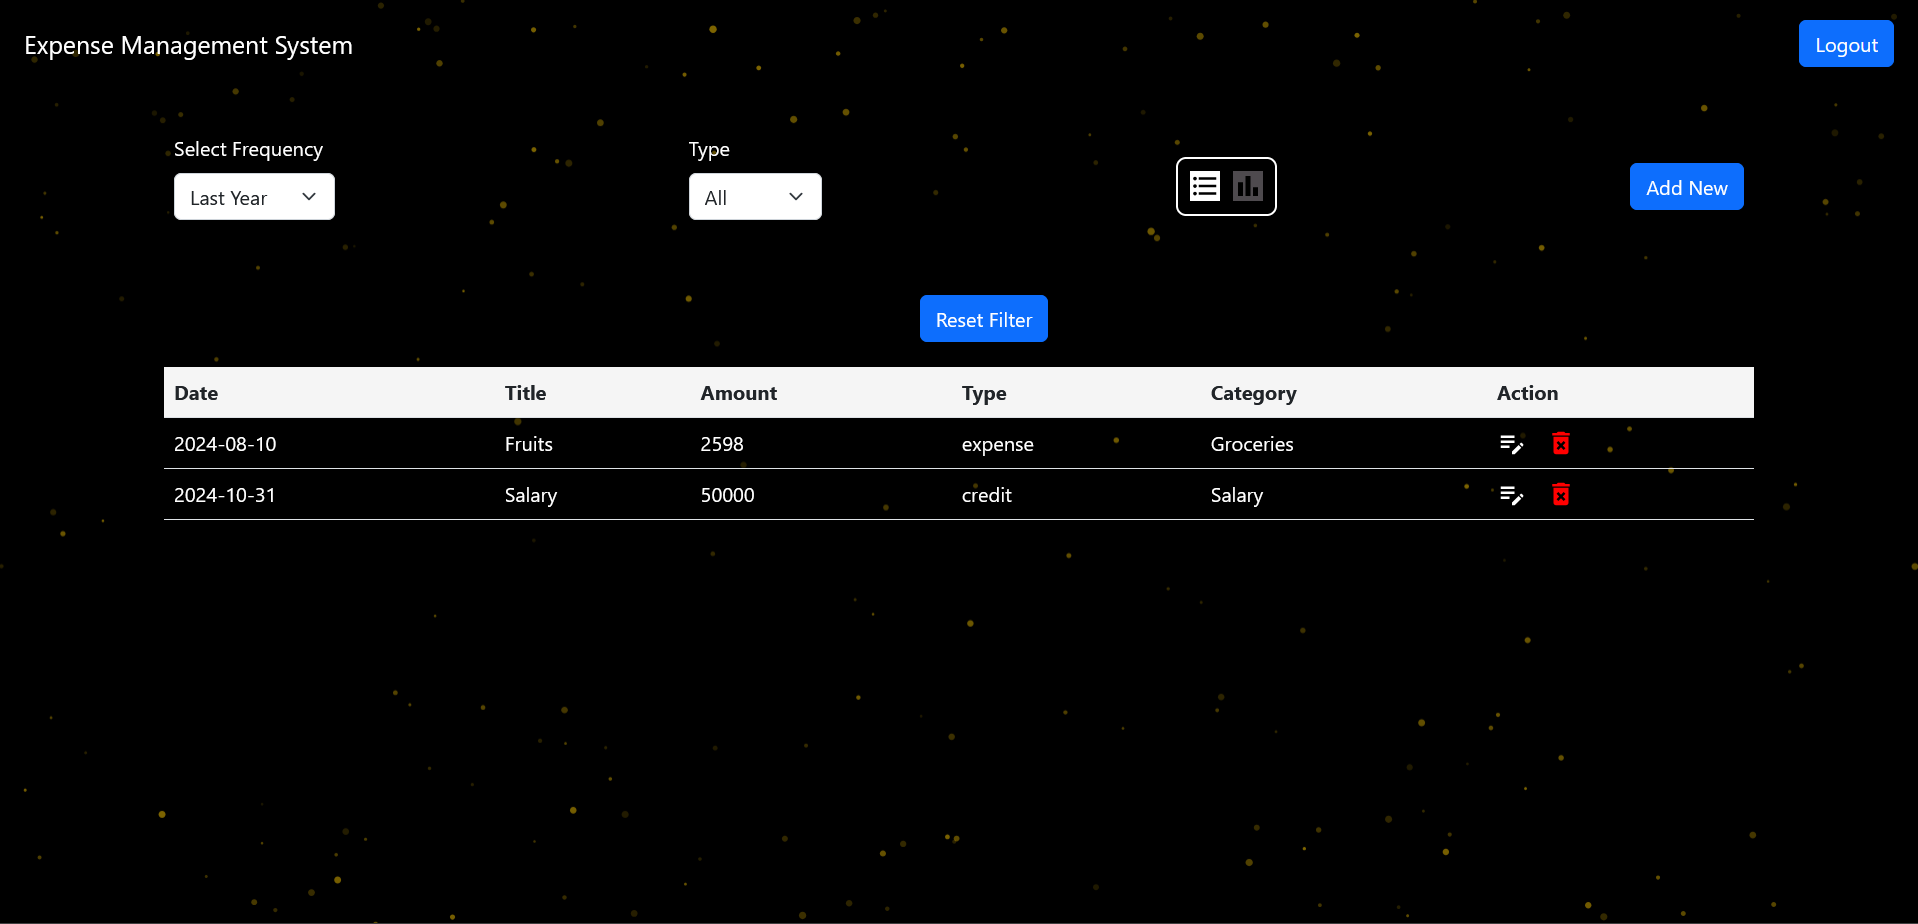 Expense Management System
Logout
Select Frequency
Type
Last Year
All
Add New
Reset Filter
Date Title Amount Type Category Action
2024-08-10 Fruits 2598 expense Groceries
2024-10-31 Salary 50000 credit Salary